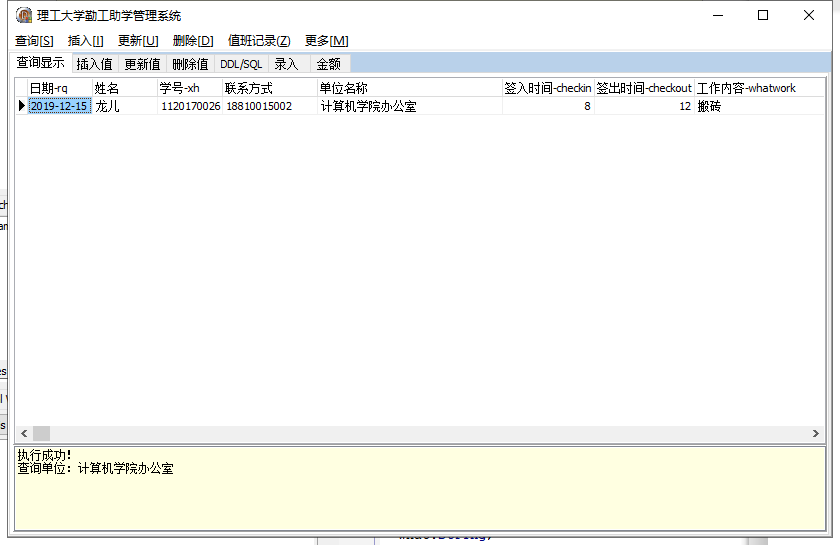 理工大学勤工助学管理系统
查询[S] 插入[I] 更新[U] 删除[D] 值班记录(Z) 更多[M]
查询显示 插入值 更新值 删除值 DDL/SQL 录入 金额
日期-rq 姓名 学号-xh 联系方式 单位名称 签入时间-checkin 签出时间-checkout 工作内容-whatwork
2019-12-15 龙儿 1120170026 18810015002 计算机学院办公室 8 12 搬砖
执行成功!
查询单位：计算机学院办公室